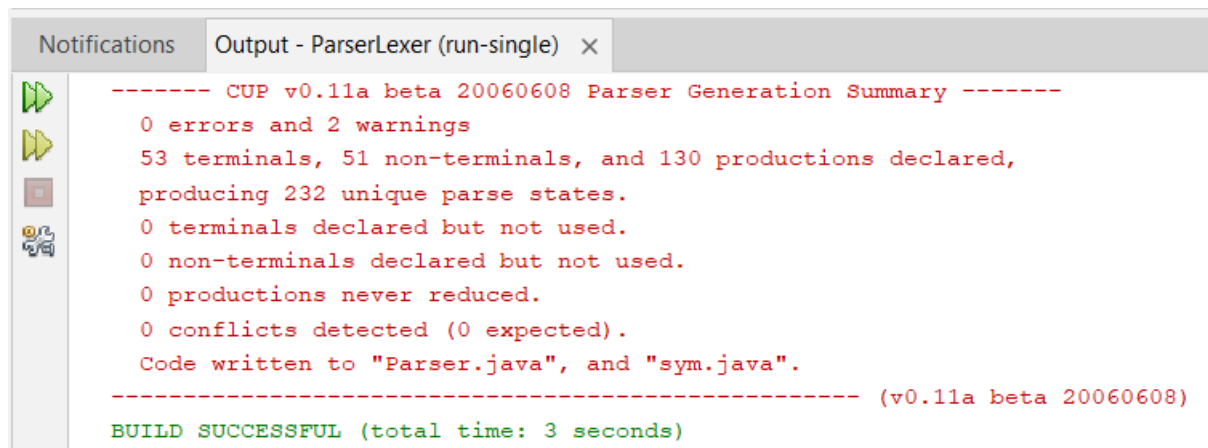 Notifications Output - ParserLexer (run-single) ×
------- CUP v0.11a beta 20060608 Parser Generation Summary -------
0 errors and 2 warnings
53 terminals, 51 non-terminals, and 130 productions declared,
producing 232 unique parse states.
0 terminals declared but not used.
0 non-terminals declared but not used.
0 productions never reduced.
0 conflicts detected (0 expected).
Code written to "Parser.java", and "sym.java".
---------------------------------------------------- (v0.11a beta 20060608)
BUILD SUCCESSFUL (total time: 3 seconds)